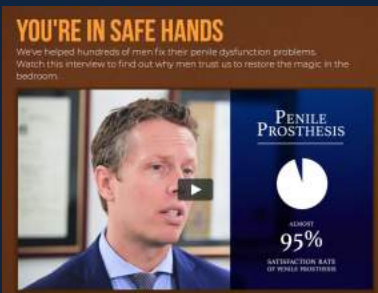 YOU'RE IN SAFE HANDS
We've helped hundreds of men fix their penile dysfunction problems.
Watch this interview to find out why men trust us to restore the magic in the
bedroom.
PENILE
PROSTHESIS
ALMOST
95%
SATISFACTION RATE
OF PENILE PROSTHESIS